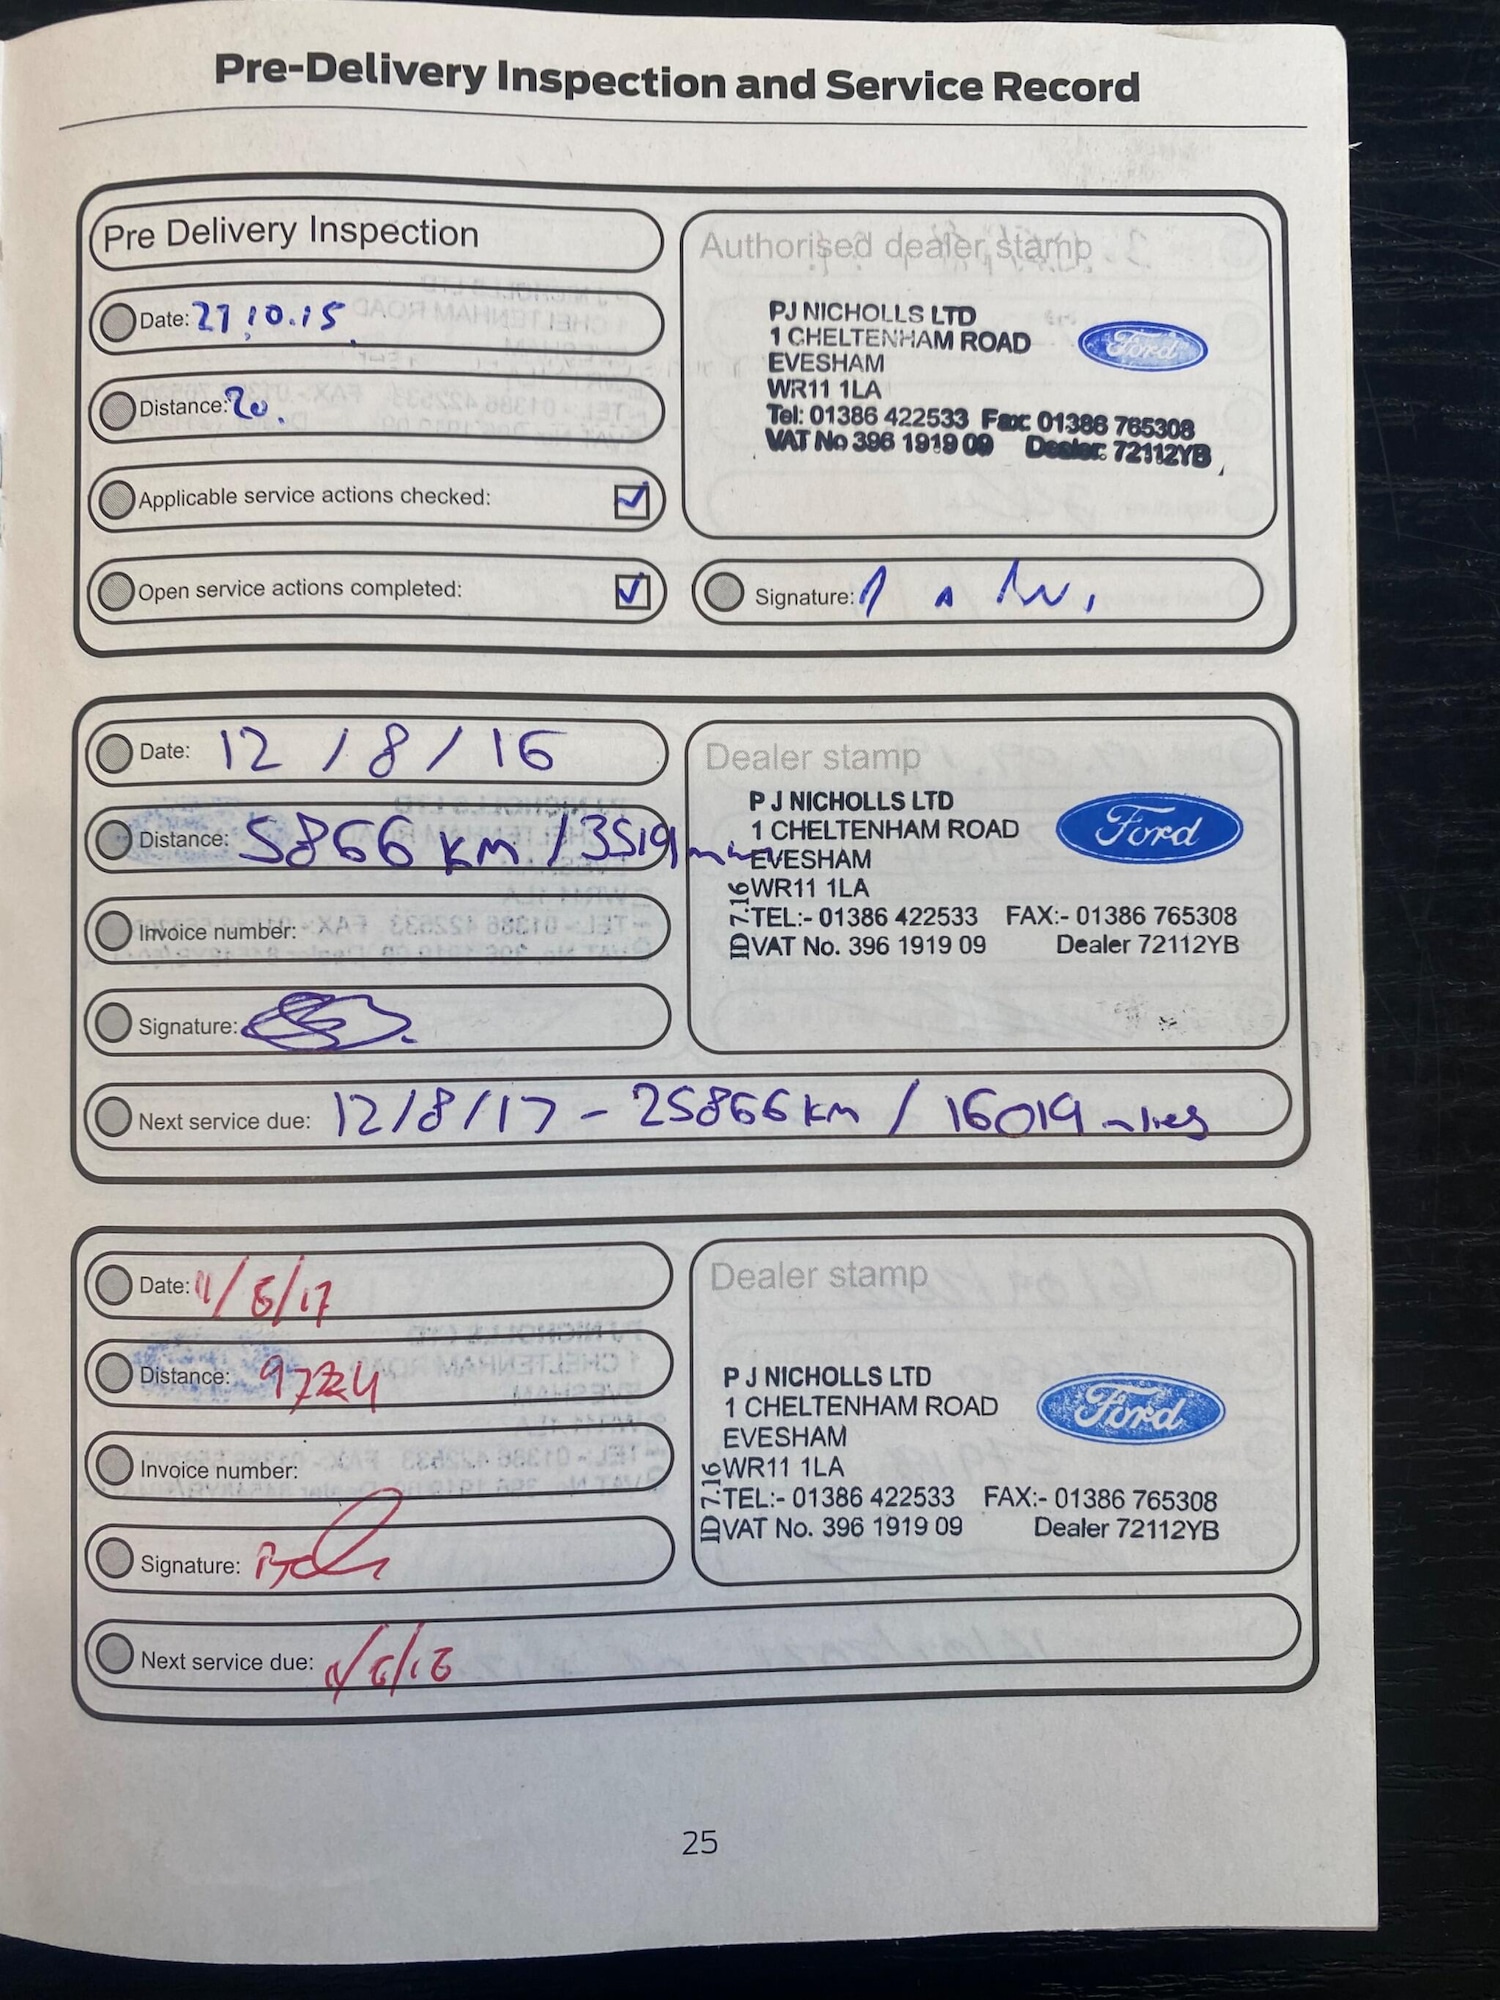 Pre-Delivery Inspection and Service Record
Pre Delivery Inspection
Date: 27.10.15
Distance: 20.
Applicable service actions checked:
Open service actions completed:
Authorised dealer stamp
PJ NICHOLLS LTD
1 CHELTENHAM ROAD
EVESHAM
WR11 1LA
Tel: 01386 422533 Fax: 01386 765308
VAT No 396 1919 09 Dealer: 72112YB
Ford
Signature:
Date: 12/8/16
Distance: 5866 km / 3519
Invoice number:
Signature:
Dealer stamp
P J NICHOLLS LTD
1 CHELTENHAM ROAD
EVESHAM
WR11 1LA
TEL:- 01386 422533 FAX:- 01386 765308
VAT No. 396 1919 09 Dealer 72112YB
ID 7.16
Ford
Next service due: 12/8/17 - 25866 km / 16019 miles
Date: /17
Distance:
Invoice number:
Signature:
Dealer stamp
P J NICHOLLS LTD
1 CHELTENHAM ROAD
EVESHAM
WR11 1LA
TEL:- 01386 422533 FAX:- 01386 765308
VAT No. 396 1919 09 Dealer 72112YB
ID 7.16
Ford
Next service due:
25